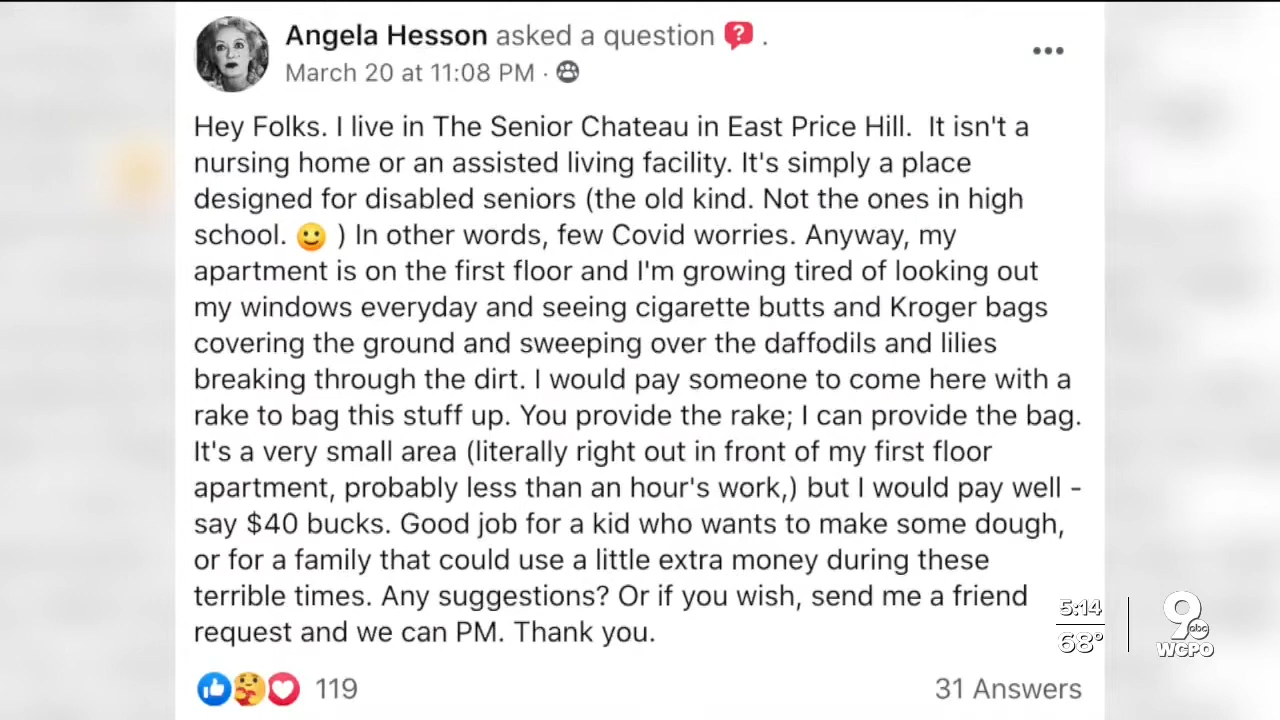 Angela Hesson asked a question ? .
March 20 at 11:08 PM ·
Hey Folks. I live in The Senior Chateau in East Price Hill.  It isn't a
nursing home or an assisted living facility. It's simply a place
designed for disabled seniors (the old kind. Not the ones in high
school. 🙂 ) In other words, few Covid worries. Anyway, my
apartment is on the first floor and I'm growing tired of looking out
my windows everyday and seeing cigarette butts and Kroger bags
covering the ground and sweeping over the daffodils and lilies
breaking through the dirt. I would pay someone to come here with a
rake to bag this stuff up. You provide the rake; I can provide the bag.
It's a very small area (literally right out in front of my first floor
apartment, probably less than an hour's work,) but I would pay well -
say $40 bucks. Good job for a kid who wants to make some dough,
or for a family that could use a little extra money during these
terrible times. Any suggestions? Or if you wish, send me a friend
request and we can PM. Thank you.
119
31 Answers
5:14
68°
9
abc
WCPO